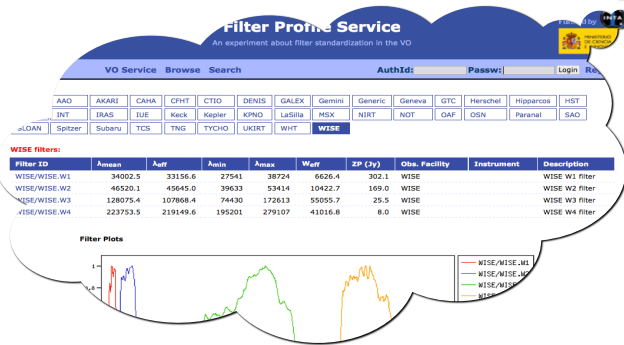 Filter Profile Service
An experiment about filter standardization in the VO
INTA
MINISTERIO
DE CIENCIA
VO Service Browse Search AuthId: Passw: Login
AAO AKARI CAHA CFHT CTIO DENIS GALEX Gemini Generic Geneva GTC Herschel Hipparcos HST
INT IRAS IUE Keck Kepler KPNO LaSilla MSX NIRT NOT OAF OSN Paranal SAO
SLOAN Spitzer Subaru TCS TNG TYCHO UKIRT WHT WISE
WISE filters:
Filter ID λmean λeff λmin λmax Weff ZP (Jy) Obs. Facility Instrument Description
WISE/WISE.W1 34002.5 33156.6 27541 38724 6626.4 302.1 WISE WISE W1 filter
WISE/WISE.W2 46520.1 45645.0 39633 53414 10422.7 169.0 WISE WISE W2 filter
WISE/WISE.W3 128075.4 107868.4 74430 172613 55055.7 25.5 WISE WISE W3 filter
WISE/WISE.W4 223753.5 219149.6 195201 279107 41016.8 8.0 WISE WISE W4 filter
Filter Plots
1
WISE/WISE.W1
WISE/WISE.W2
WISE/WISE
WISE